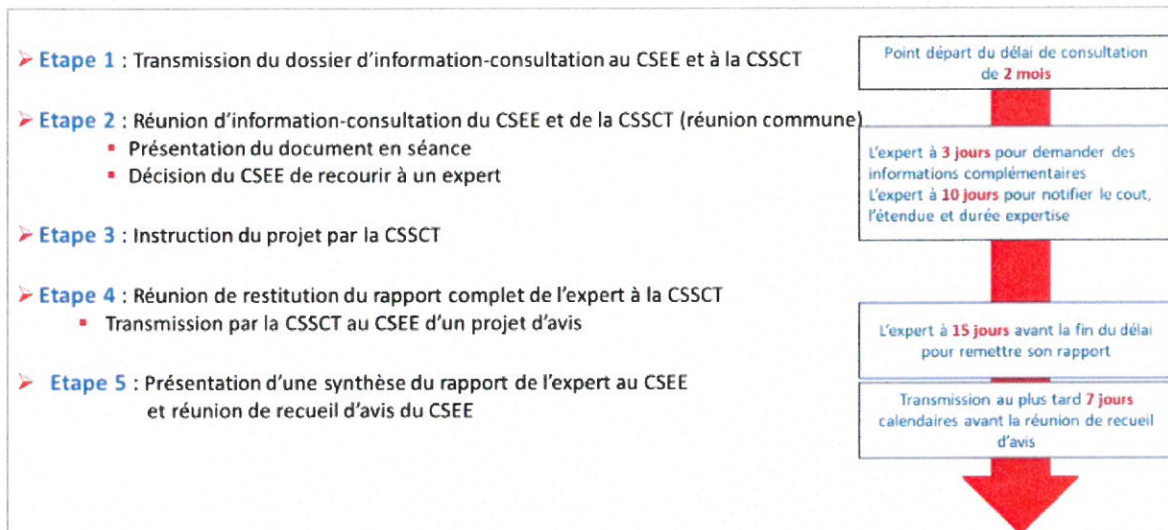 ➢ Etape 1 : Transmission du dossier d'information-consultation au CSEE et à la CSSCT
➢ Etape 2 : Réunion d'information-consultation du CSEE et de la CSSCT (réunion commune)
▪ Présentation du document en séance
▪ Décision du CSEE de recourir à un expert
➢ Etape 3 : Instruction du projet par la CSSCT
➢ Etape 4 : Réunion de restitution du rapport complet de l'expert à la CSSCT
▪ Transmission par la CSSCT au CSEE d'un projet d'avis
➢ Etape 5 : Présentation d'une synthèse du rapport de l'expert au CSEE
et réunion de recueil d'avis du CSEE
Point départ du délai de consultation
de 2 mois
L'expert à 3 jours pour demander des
informations complémentaires
L'expert à 10 jours pour notifier le cout,
l'étendue et durée expertise
L'expert à 15 jours avant la fin du délai
pour remettre son rapport
Transmission au plus tard 7 jours
calendaires avant la réunion de recueil
d'avis